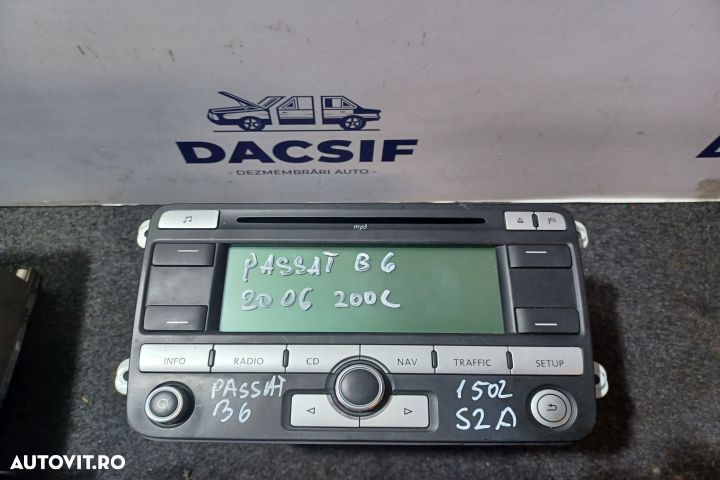 DACSIF
- DEZMEMBRĂRI AUTO -
mp3
PASSAT B6
2006 200C
INFO RADIO CD NAV TRAFFIC SETUP
PASSAT
B6
1502
S2A
AUTOVIT.RO